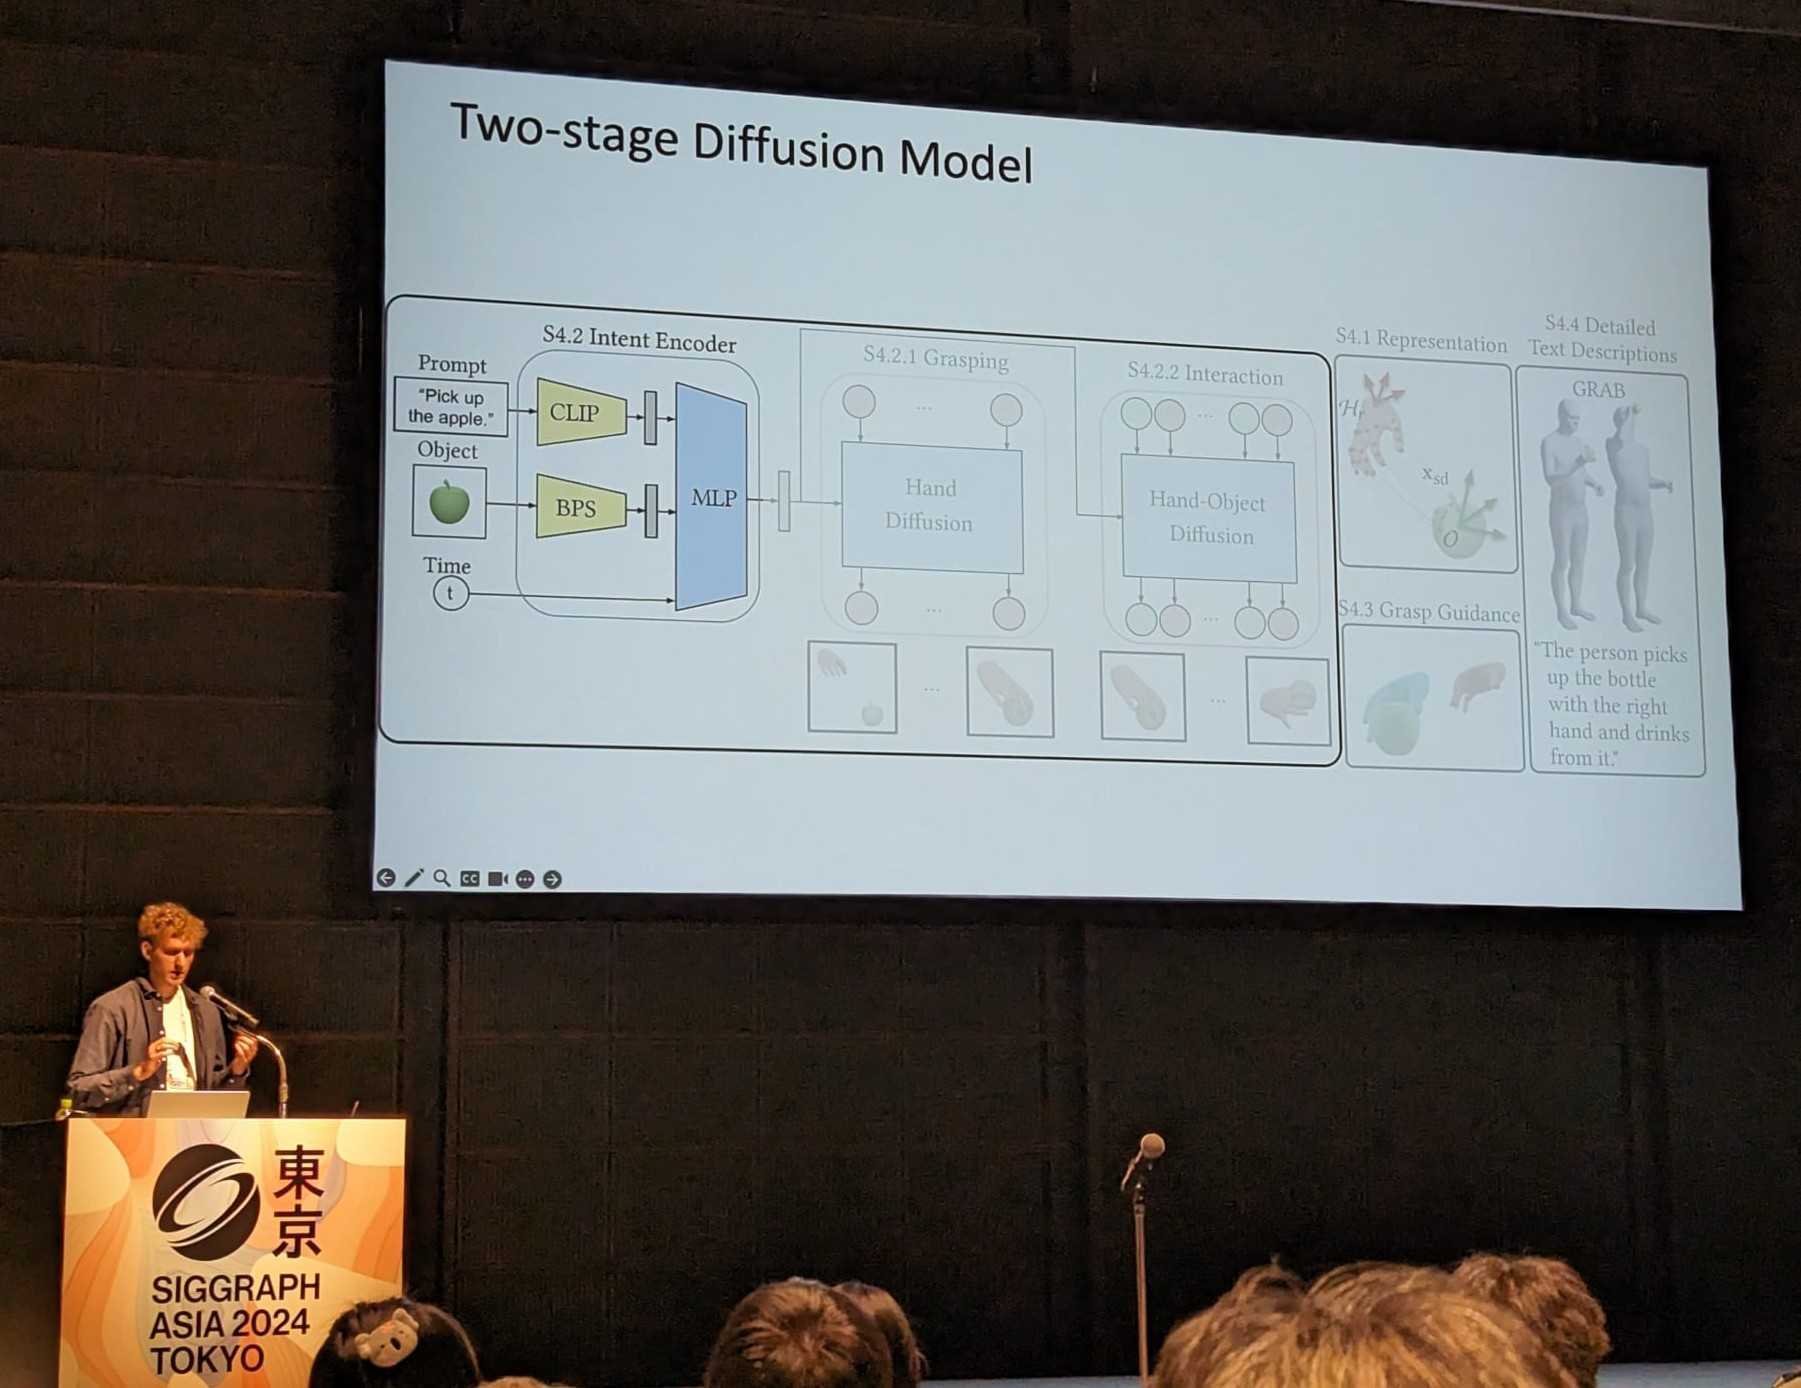 Two-stage Diffusion Model
S4.2 Intent Encoder
Prompt
"Pick up
the apple."
CLIP
Object
BPS
MLP
Time
t
S4.2.1 Grasping
...
Hand
Diffusion
...
...
S4.2.2 Interaction
...
Hand-Object
Diffusion
...
...
S4.1 Representation
H
x_sd
O
S4.3 Grasp Guidance
S4.4 Detailed
Text Descriptions
GRAB
"The person picks
up the bottle
with the right
hand and drinks
from it."
CC
東京
SIGGRAPH
ASIA 2024
TOKYO